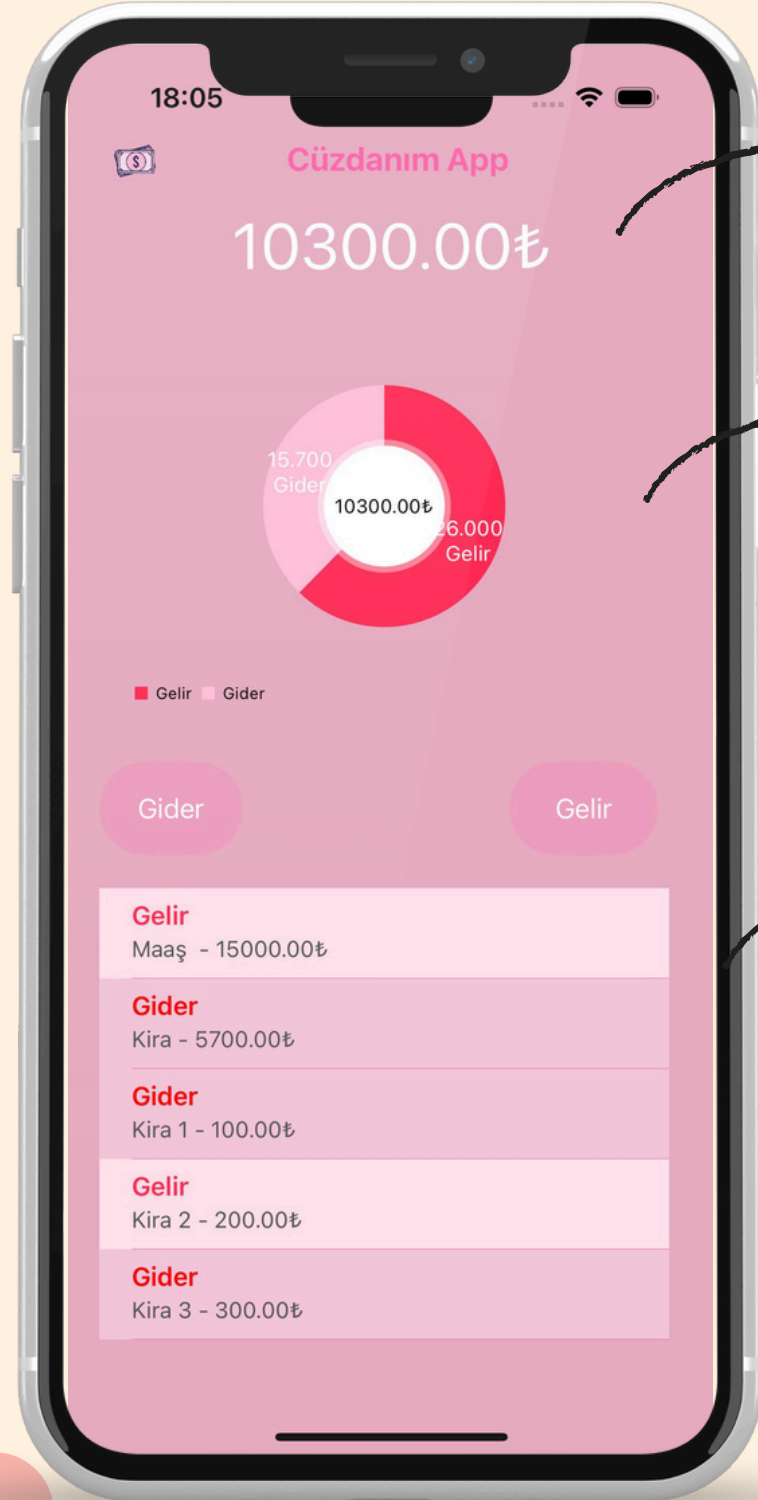 18:05
Cüzdanım App
10300.00₺
15.700
Gider
10300.00₺
26.000
Gelir
Gelir
Gider
Gider
Gelir
Gelir
Maaş - 15000.00₺
Gider
Kira - 5700.00₺
Gider
Kira 1 - 100.00₺
Gelir
Kira 2 - 200.00₺
Gider
Kira 3 - 300.00₺